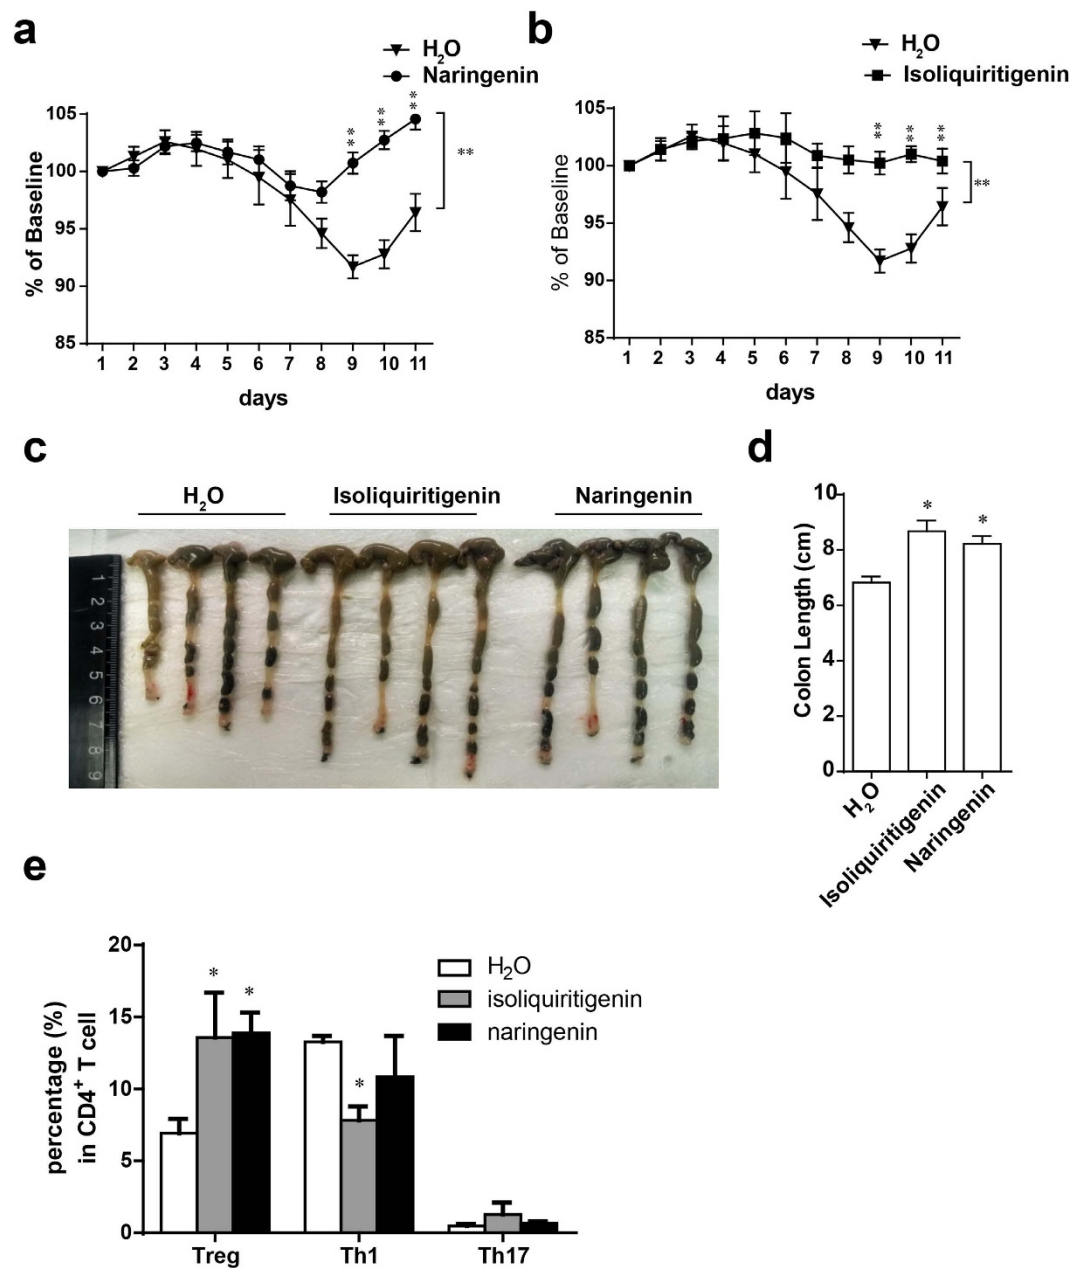 a
H₂O
Naringenin
% of Baseline
105
100
95
90
85
** ** **
**
1 2 3 4 5 6 7 8 9 10 11
days
b
H₂O
Isoliquiritigenin
% of Baseline
105
100
95
90
85
** ** **
**
1 2 3 4 5 6 7 8 9 10 11
days
c
H₂O Isoliquiritigenin Naringenin
1
2
3
4
5
6
7
8
9
d
Colon Length (cm)
10
8
6
4
2
0
* *
H₂O
Isoliquiritigenin
Naringenin
e
percentage (%)
in CD4⁺ T cell
20
15
10
5
0
* * *
H₂O
isoliquiritigenin
naringenin
Treg Th1 Th17